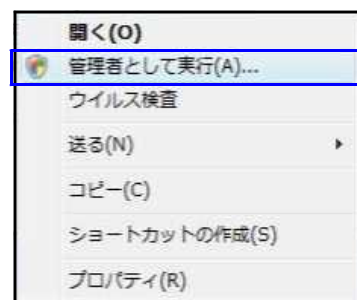 開く(O)
管理者として実行(A)...
ウイルス検査
送る(N)
コピー(C)
ショートカットの作成(S)
プロパティ(R)